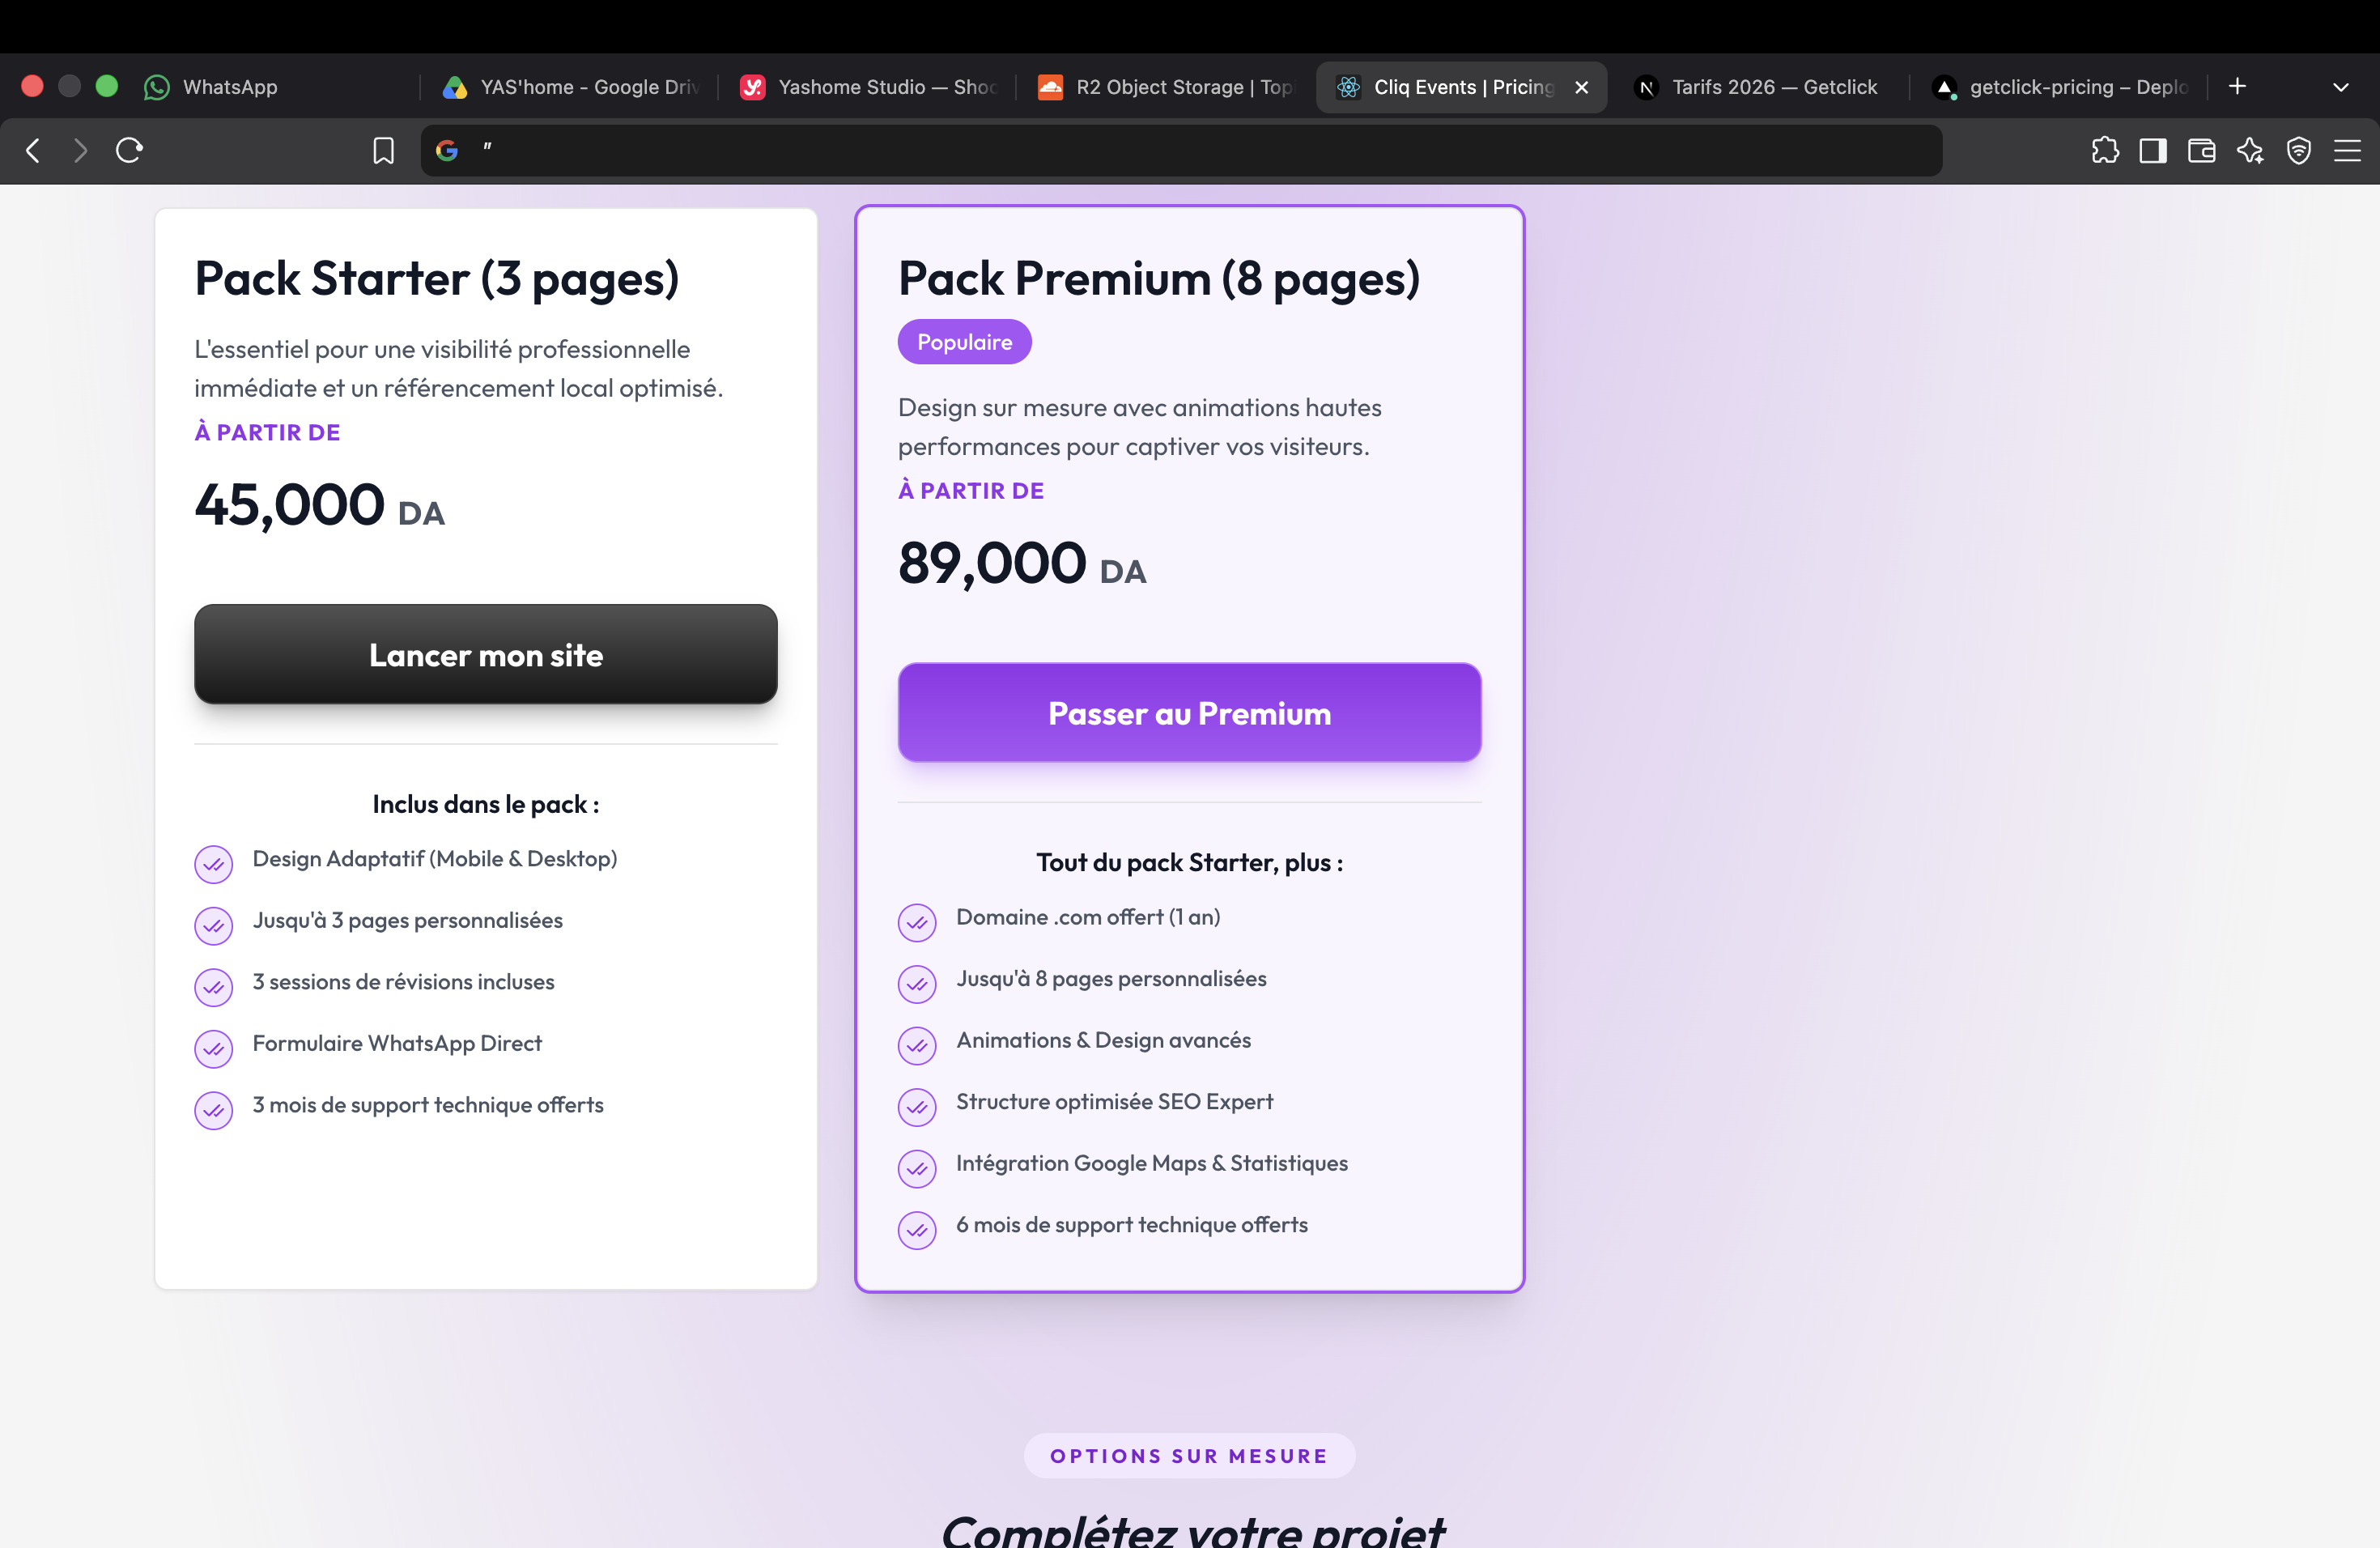 WhatsApp
YAS'home - Google Driv
Yashome Studio — Shoo
R2 Object Storage | Top
Cliq Events | Pricing
Tarifs 2026 — Getclick
getclick-pricing – Deplo
"
Pack Starter (3 pages)
L'essentiel pour une visibilité professionnelle
immédiate et un référencement local optimisé.
À PARTIR DE
45,000 DA
Lancer mon site
Inclus dans le pack :
Design Adaptatif (Mobile & Desktop)
Jusqu'à 3 pages personnalisées
3 sessions de révisions incluses
Formulaire WhatsApp Direct
3 mois de support technique offerts
Pack Premium (8 pages)
Populaire
Design sur mesure avec animations hautes
performances pour captiver vos visiteurs.
À PARTIR DE
89,000 DA
Passer au Premium
Tout du pack Starter, plus :
Domaine .com offert (1 an)
Jusqu'à 8 pages personnalisées
Animations & Design avancés
Structure optimisée SEO Expert
Intégration Google Maps & Statistiques
6 mois de support technique offerts
OPTIONS SUR MESURE
Complétez votre projet